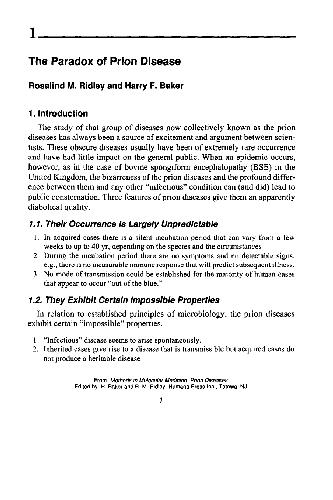 1
The Paradox of Prion Disease
Rosalind M. Ridley and Harry F. Baker
1. Introduction
The study of that group of diseases now collectively known as the prion
diseases has always been a source of excitement and argument between scien-
tists. These obscure diseases usually have been of extremely rare occurrence
and have had little impact on the general public. When an epidemic occurs,
however, as in the case of bovine spongiform encephalopathy (BSE) in the
United Kingdom, the bizarreness of the prion diseases and the profound differ-
ence between them and any other "infectious" condition can (and did) lead to
public consternation. Three features of prion diseases give them an apparently
diabolical quality.
1.1. Their Occurrence Is Largely Unpredictable
1. In acquired cases there is a silent incubation period that can vary from a few
weeks to up to 40 yr, depending on the species and the circumstances
2. During the incubation period there are no symptoms and no detectable signs,
e.g., there is no measurable immune response that will predict subsequent illness.
3. No mode of transmission could be established for the majority of human cases
that appear to occur "out of the blue."
1.2. They Exhibit Certain Impossible Properties
In relation to established principles of microbiology, the prion diseases
exhibit certain "impossible" properties.
1. "Infectious" disease seems to arise spontaneously.
2. Inherited cases give rise to a disease that is transmissible but acquired cases do
not produce a heritable disease
From Methods in Molecular Medicine Prion Diseases
Edited by H. Baker and R. M. Ridley Humana Press Inc., Totowa, NJ
1